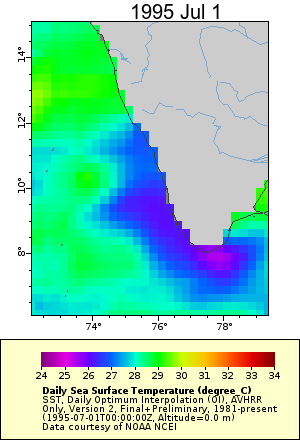 1995 Jul 1
14°
12°
10°
8°
74°
76°
78°
24 25 26 27 28 29 30 31 32 33 34
Daily Sea Surface Temperature (degree_C)
SST, Daily Optimum Interpolation (OI), AVHRR
Only, Version 2, Final+Preliminary, 1981-present
(1995-07-01T00:00:00Z, Altitude=0.0 m)
Data courtesy of NOAA NCEI